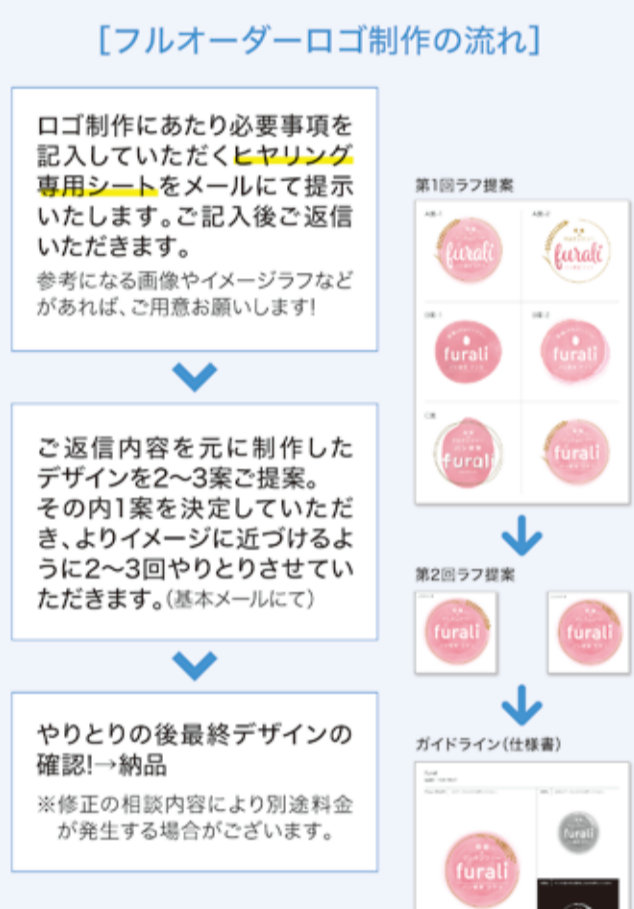 [フルオーダーロゴ制作の流れ]
ロゴ制作にあたり必要事項を
記入していただくヒヤリング
専用シートをメールにて提示
いたします。ご記入後ご返信
いただきます。
参考になる画像やイメージラフなど
があれば、ご用意お願いします!
ご返信内容を元に制作した
デザインを2〜3案ご提案。
その内1案を決定していただ
き、よりイメージに近づけるよ
うに2〜3回やりとりさせてい
ただきます。(基本メールにて)
やりとりの後最終デザインの
確認!→納品
※修正の相談内容により別途料金
が発生する場合がございます。
第1回ラフ提案
furali
furali
furali
furali
furali
furali
第2回ラフ提案
furali
furali
ガイドライン(仕様書)
furali
furali